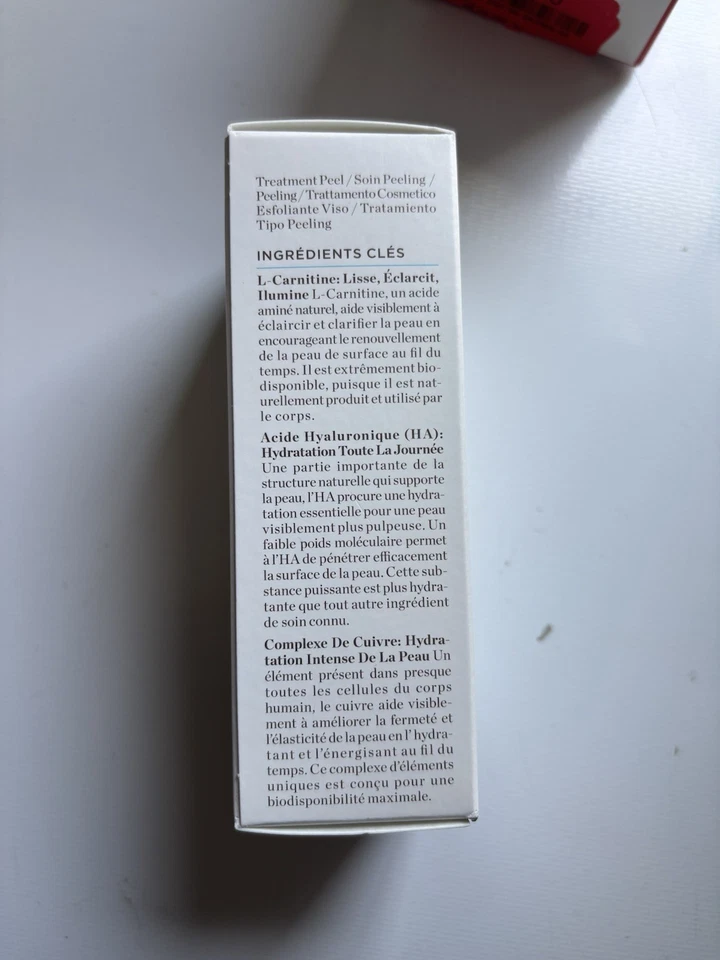 Treatment Peel / Soin Peeling /
Peeling / Trattamento Cosmetico
Esfoliante Viso / Tratamiento
Tipo Peeling
INGRÉDIENTS CLÉS
L-Carnitine: Lisse, Éclarcit,
Ilumine L-Carnitine, un acide
aminé naturel, aide visiblement à
éclaircir et clarifier la peau en
encourageant le renouvellement
de la peau de surface au fil du
temps. Il est extrêmement bio-
disponible, puisque il est nat-
urellement produit et utilisé par
le corps.
Acide Hyaluronique (HA):
Hydratation Toute La Journée
Une partie importante de la
structure naturelle qui supporte
la peau, l'HA procure une hydra-
tation essentielle pour une peau
visiblement plus pulpeuse. Un
faible poids moléculaire permet
à l'HA de pénétrer efficacement
la surface de la peau. Cette sub-
stance puissante est plus hydra-
tante que tout autre ingrédient
de soin connu.
Complexe De Cuivre: Hydra-
tation Intense De La Peau Un
élément présent dans presque
toutes les cellules du corps
humain, le cuivre aide visible-
ment à améliorer la fermeté et
l'élasticité de la peau en l' hydra-
tant et l'énergisant au fil du
temps. Ce complexe d'éléments
uniques est conçu pour une
biodisponibilité maximale.